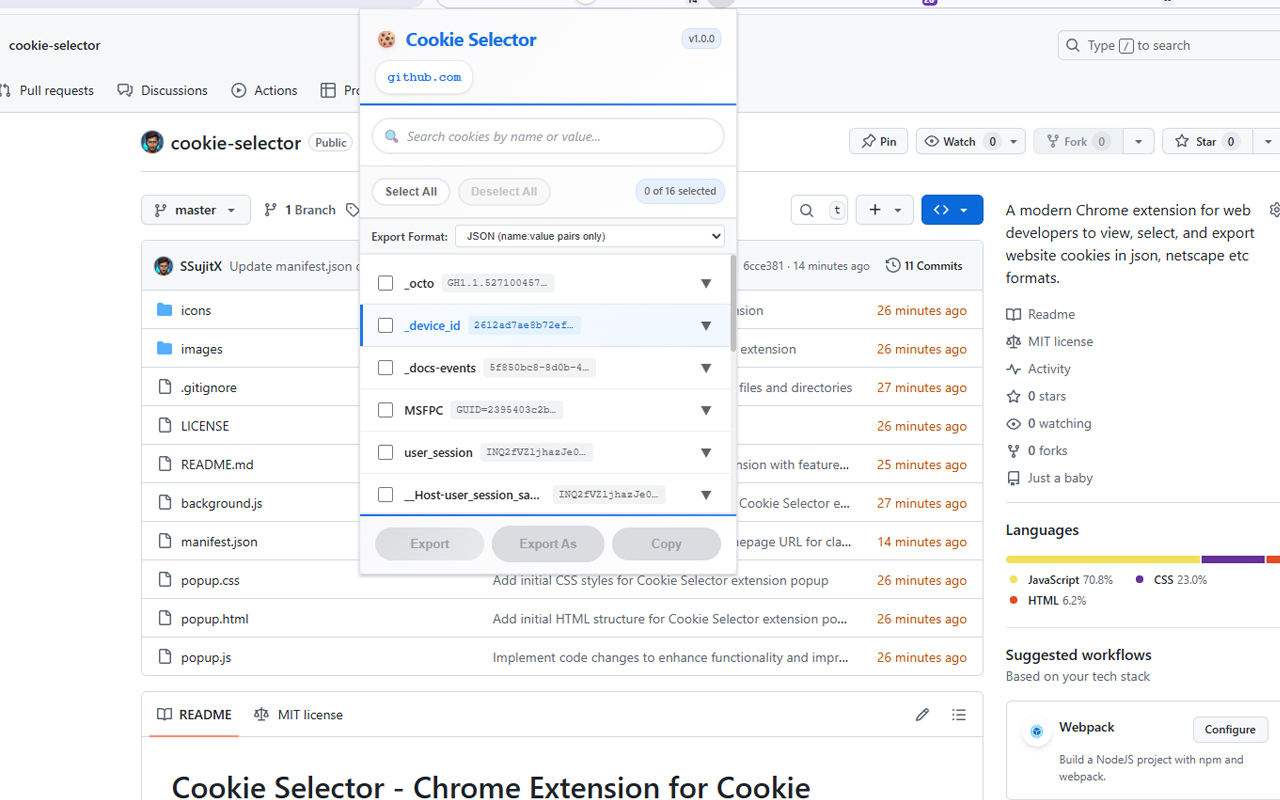 14
20
cookie-selector
Type / to search
Pull requests
Discussions
Actions
Cookie Selector
v1.0.0
github.com
Search cookies by name or value...
Select All
Deselect All
0 of 16 selected
Export Format:
JSON (name:value pairs only)
_octo
GH1.1.527100457…
_device_id
2612ad7ae8b72ef…
_docs-events
5f850bc8-8d0b-4…
MSFPC
GUID=2395403c2b…
user_session
INQ2fVZljhazJe0…
__Host-user_session_sa...
INQ2fVZljhazJe0…
Export
Export As
Copy
cookie-selector
Public
Pin
Watch 0
Fork 0
Star 0
master
1 Branch
t
SSujitX Update manifest.json
6cce381 · 14 minutes ago
11 Commits
icons
26 minutes ago
images
extension
26 minutes ago
.gitignore
files and directories
27 minutes ago
LICENSE
26 minutes ago
README.md
with feature...
25 minutes ago
background.js
Cookie Selector e...
27 minutes ago
manifest.json
URL for cla...
14 minutes ago
popup.css
Add initial CSS styles for Cookie Selector extension popup
26 minutes ago
popup.html
Add initial HTML structure for Cookie Selector extension po...
26 minutes ago
popup.js
Implement code changes to enhance functionality and impr...
26 minutes ago
README
MIT license
Cookie Selector - Chrome Extension for Cookie
A modern Chrome extension for web
developers to view, select, and export
website cookies in json, netscape etc
formats.
Readme
MIT license
Activity
0 stars
0 watching
0 forks
Just a baby
Languages
JavaScript 70.8%
CSS 23.0%
HTML 6.2%
Suggested workflows
Based on your tech stack
Webpack
Configure
Build a NodeJS project with npm and
webpack.